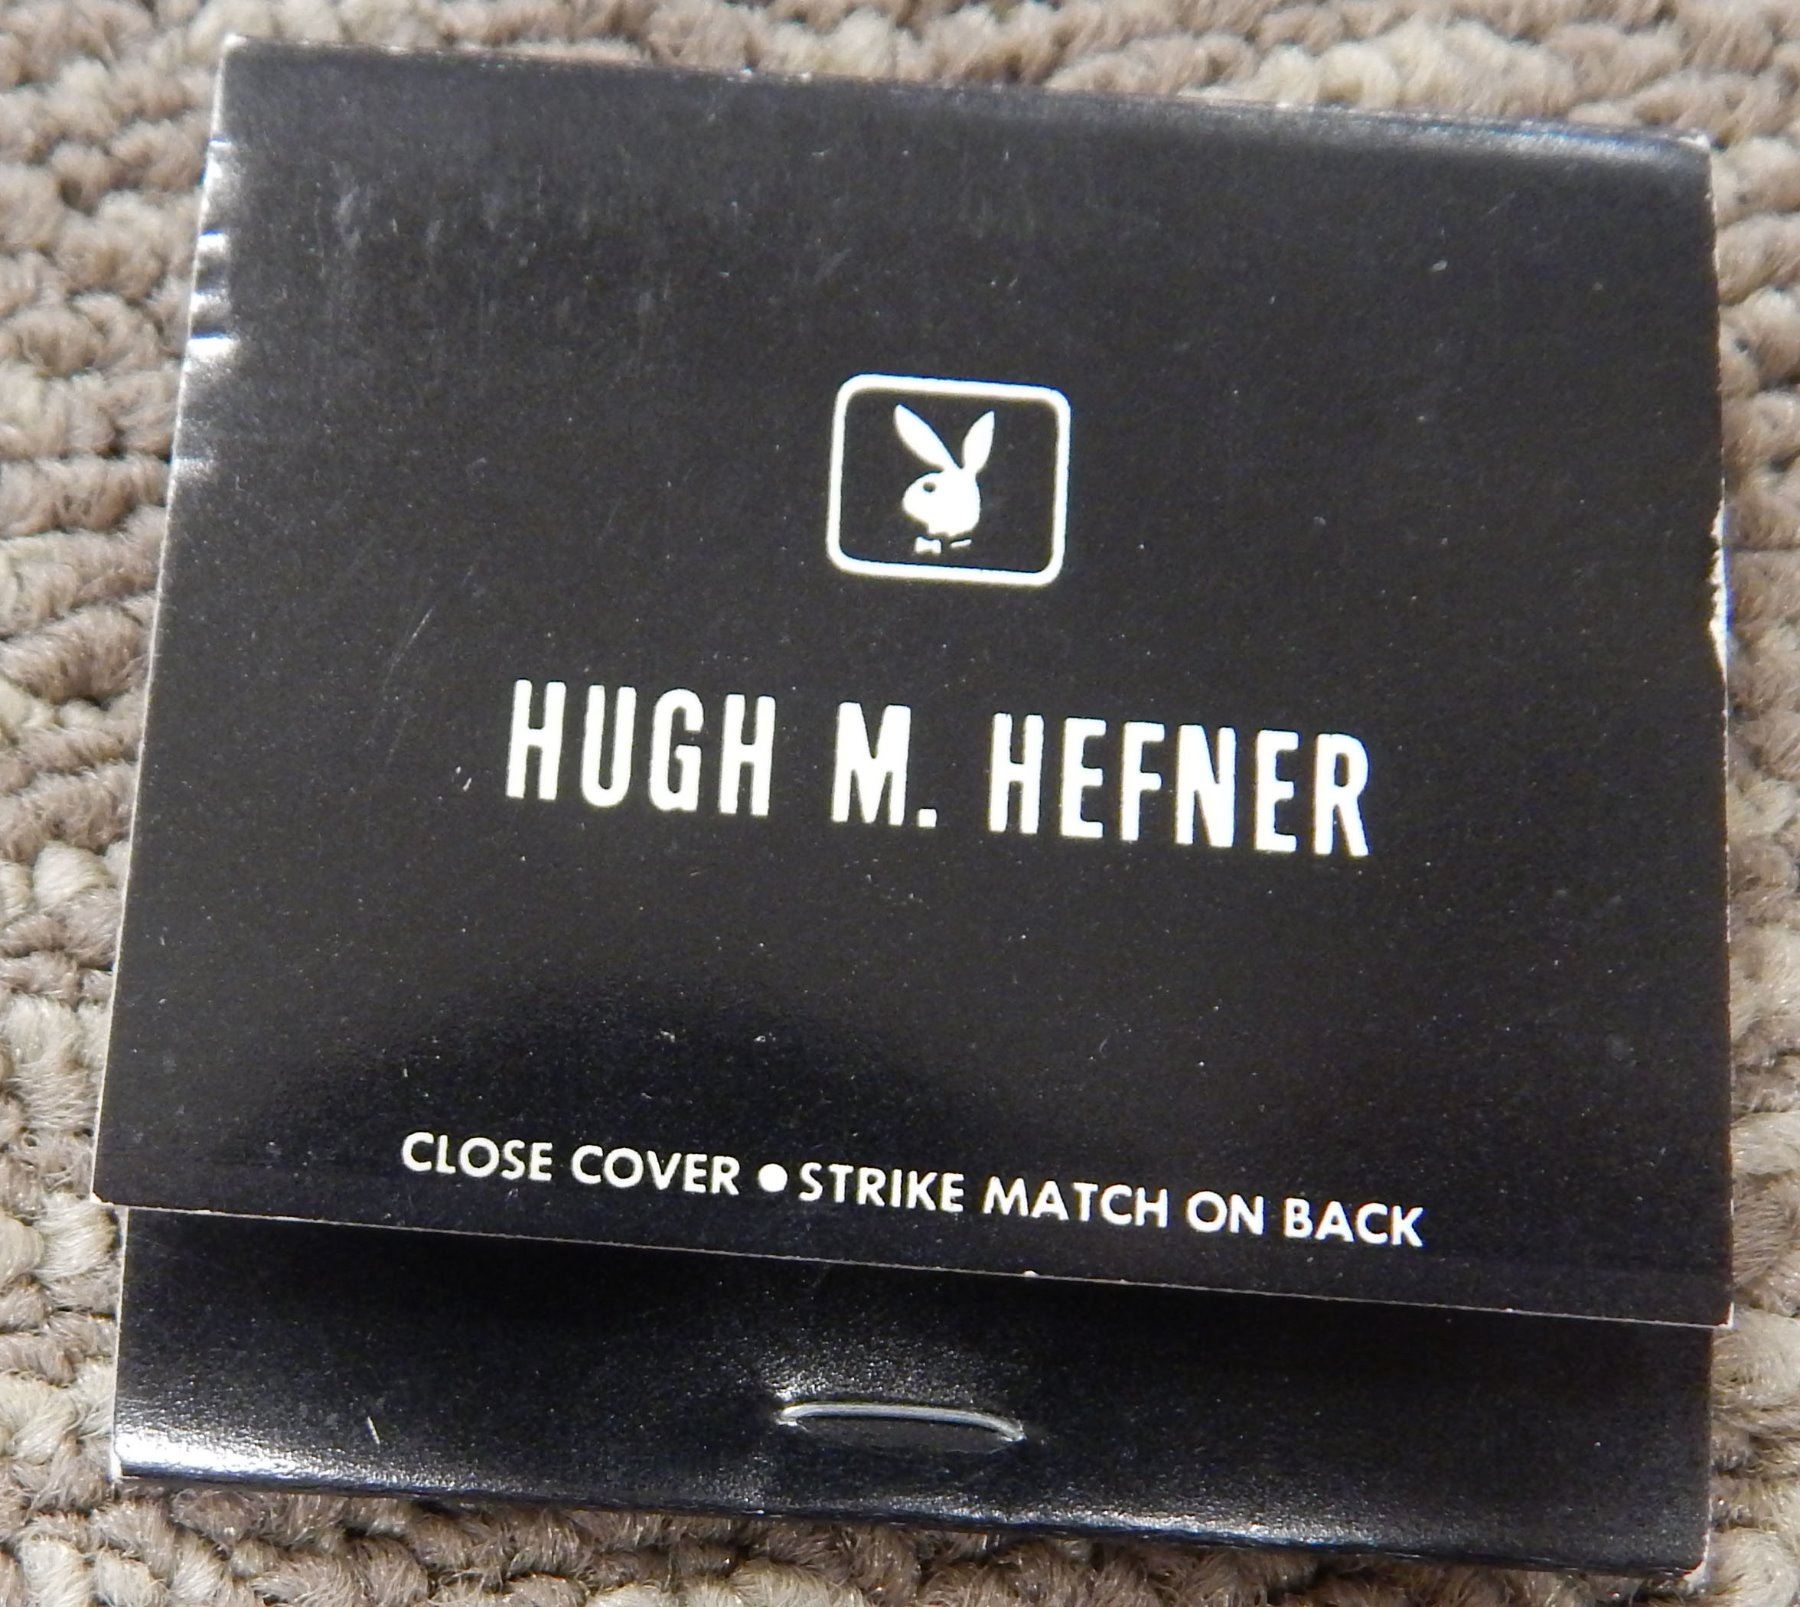 HUGH M. HEFNER
CLOSE COVER • STRIKE MATCH ON BACK